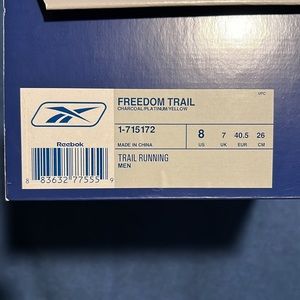 FREEDOM TRAIL
CHARCOAL/PLATINUM/YELLOW
UPC
Reebok
1-715172
MADE IN CHINA
8 7 40.5 26
US UK EUR CM
TRAIL RUNNING
MEN
8 83632 77555 9